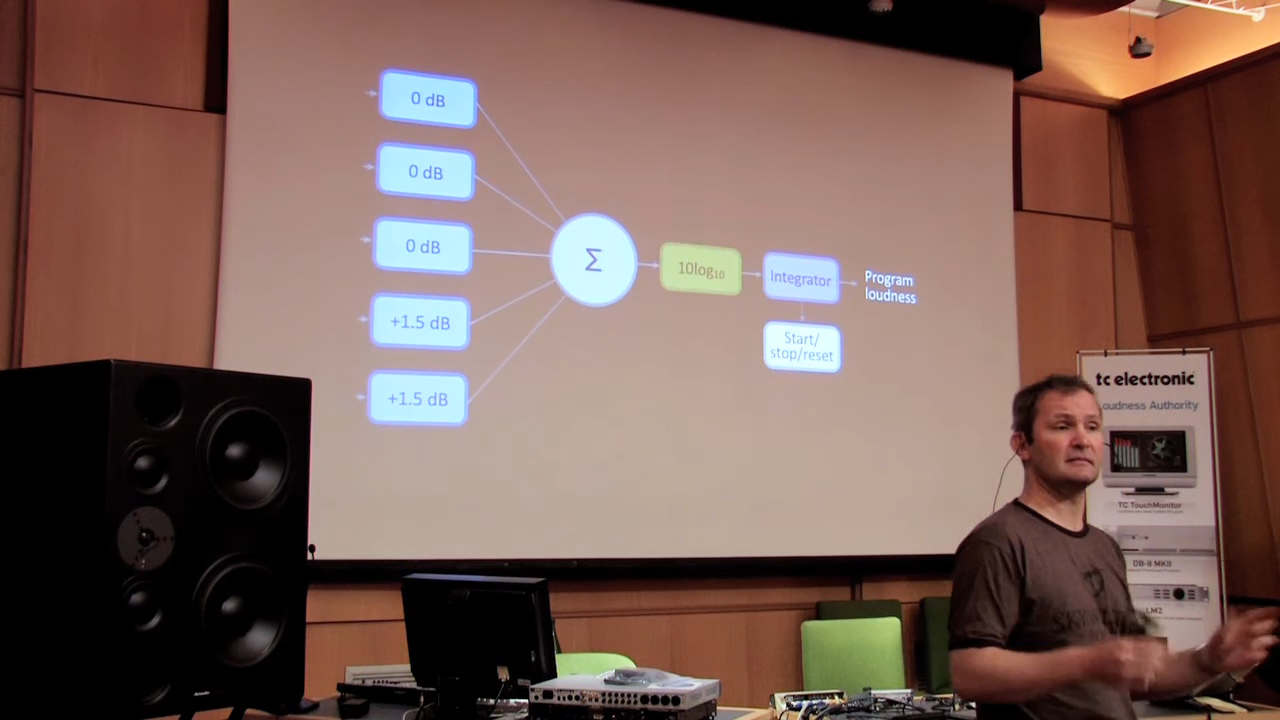 0 dB
0 dB
0 dB
+1.5 dB
+1.5 dB
Σ
10log₁₀
Integrator
Start/
stop/reset
Program
loudness
tc electronic
oudness Authority
TC TouchMonitor
DB-8 MKII
LM2